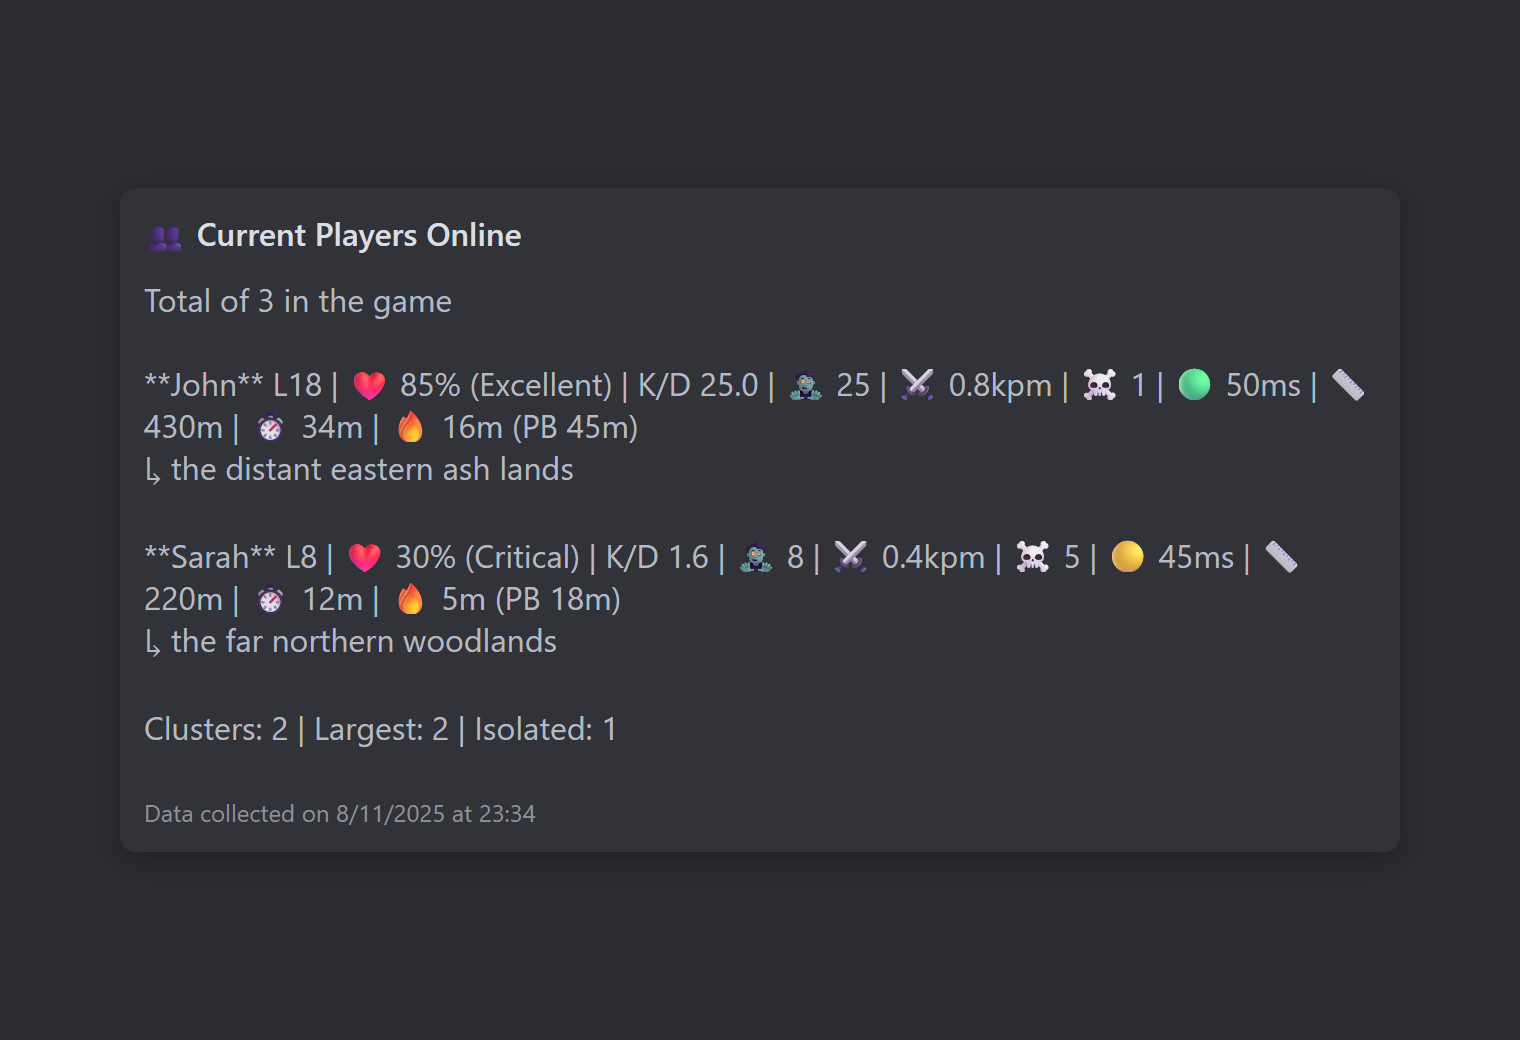 👥 Current Players Online
Total of 3 in the game
**John** L18 | ❤️ 85% (Excellent) | K/D 25.0 | 🧟 25 | ⚔️ 0.8kpm | ☠️ 1 | 🟢 50ms | 📏
430m | ⏱️ 34m | 🔥 16m (PB 45m)
↳ the distant eastern ash lands
**Sarah** L8 | ❤️ 30% (Critical) | K/D 1.6 | 🧟 8 | ⚔️ 0.4kpm | ☠️ 5 | 🟡 45ms | 📏
220m | ⏱️ 12m | 🔥 5m (PB 18m)
↳ the far northern woodlands
Clusters: 2 | Largest: 2 | Isolated: 1
Data collected on 8/11/2025 at 23:34